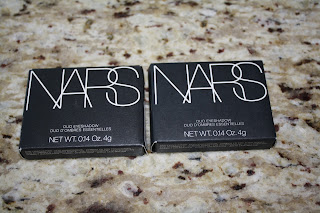 NARS
DUO EYESHADOW
DUO D'OMBRES ESSENTIELLES
NET WT. 0.14 Oz. 4g
NARS
DUO EYESHADOW
DUO D'OMBRES ESSENTIELLES
NET WT. 0.14 Oz. 4g